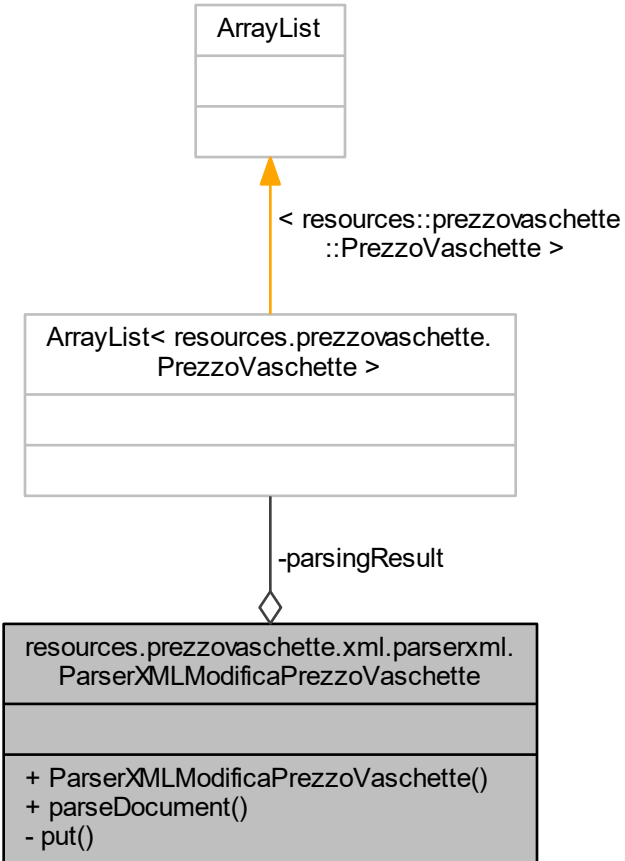 ArrayList
< resources::prezzovaschette
::PrezzoVaschette >
ArrayList< resources.prezzovaschette.
PrezzoVaschette >
-parsingResult
resources.prezzovaschette.xml.parserxml.
ParserXMLModificaPrezzoVaschette
+ ParserXMLModificaPrezzoVaschette()
+ parseDocument()
- put()